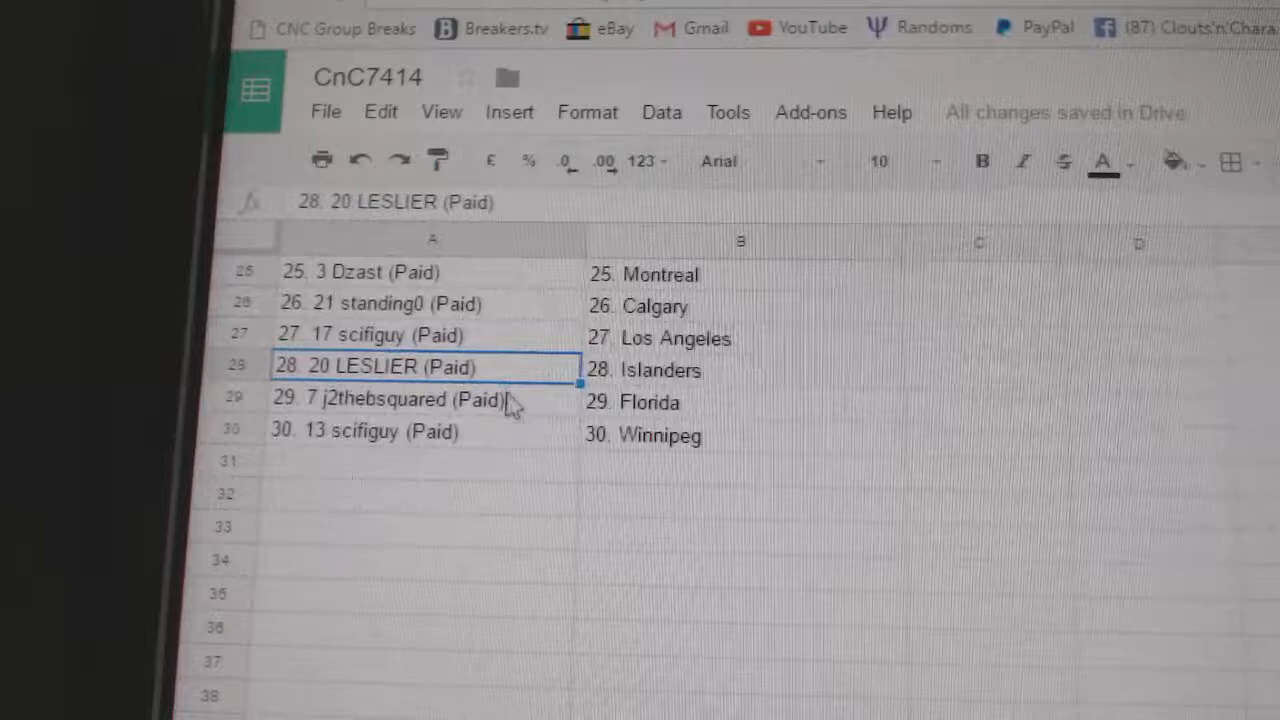 CNC Group Breaks Breakers.tv eBay Gmail YouTube Randoms PayPal (87) Clouts'n'Chara
CnC7414
File Edit View Insert Format Data Tools Add-ons Help All changes saved in Drive
£ % .0 .00 123 Arial 10 B I S A
fx 28. 20 LESLIER (Paid)
A B C D
25 25. 3 Dzast (Paid) 25. Montreal
26 26. 21 standing0 (Paid) 26. Calgary
27 27. 17 scifiguy (Paid) 27. Los Angeles
28 28. 20 LESLIER (Paid) 28. Islanders
29 29. 7 j2thebsquared (Paid) 29. Florida
30 30. 13 scifiguy (Paid) 30. Winnipeg
31
32
33
34
35
36
37
38